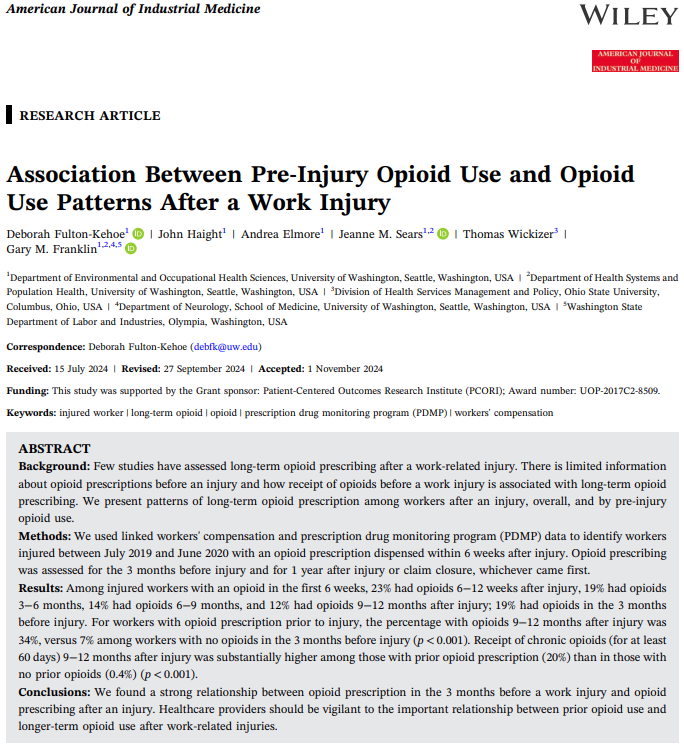 American Journal of Industrial Medicine
WILEY
AMERICAN JOURNAL
OF
INDUSTRIAL MEDICINE
RESEARCH ARTICLE
Association Between Pre-Injury Opioid Use and Opioid
Use Patterns After a Work Injury
Deborah Fulton-Kehoe1 iD | John Haight1 | Andrea Elmore1 | Jeanne M. Sears1,2 iD | Thomas Wickizer3 |
Gary M. Franklin1,2,4,5 iD
1Department of Environmental and Occupational Health Sciences, University of Washington, Seattle, Washington, USA | 2Department of Health Systems and
Population Health, University of Washington, Seattle, Washington, USA | 3Division of Health Services Management and Policy, Ohio State University,
Columbus, Ohio, USA | 4Department of Neurology, School of Medicine, University of Washington, Seattle, Washington, USA | 5Washington State
Department of Labor and Industries, Olympia, Washington, USA
Correspondence: Deborah Fulton-Kehoe (debfk@uw.edu)
Received: 15 July 2024 | Revised: 27 September 2024 | Accepted: 1 November 2024
Funding: This study was supported by the Grant sponsor: Patient-Centered Outcomes Research Institute (PCORI); Award number: UOP-2017C2-8509.
Keywords: injured worker | long-term opioid | opioid | prescription drug monitoring program (PDMP) | workers' compensation
ABSTRACT
Background: Few studies have assessed long-term opioid prescribing after a work-related injury. There is limited information
about opioid prescriptions before an injury and how receipt of opioids before a work injury is associated with long-term opioid
prescribing. We present patterns of long-term opioid prescription among workers after an injury, overall, and by pre-injury
opioid use.
Methods: We used linked workers' compensation and prescription drug monitoring program (PDMP) data to identify workers
injured between July 2019 and June 2020 with an opioid prescription dispensed within 6 weeks after injury. Opioid prescribing
was assessed for the 3 months before injury and for 1 year after injury or claim closure, whichever came first.
Results: Among injured workers with an opioid in the first 6 weeks, 23% had opioids 6–12 weeks after injury, 19% had opioids
3–6 months, 14% had opioids 6–9 months, and 12% had opioids 9–12 months after injury; 19% had opioids in the 3 months
before injury. For workers with opioid prescription prior to injury, the percentage with opioids 9–12 months after injury was
34%, versus 7% among workers with no opioids in the 3 months before injury (p < 0.001). Receipt of chronic opioids (for at least
60 days) 9–12 months after injury was substantially higher among those with prior opioid prescription (20%) than in those with
no prior opioids (0.4%) (p < 0.001).
Conclusions: We found a strong relationship between opioid prescription in the 3 months before a work injury and opioid
prescribing after an injury. Healthcare providers should be vigilant to the important relationship between prior opioid use and
longer-term opioid use after work-related injuries.